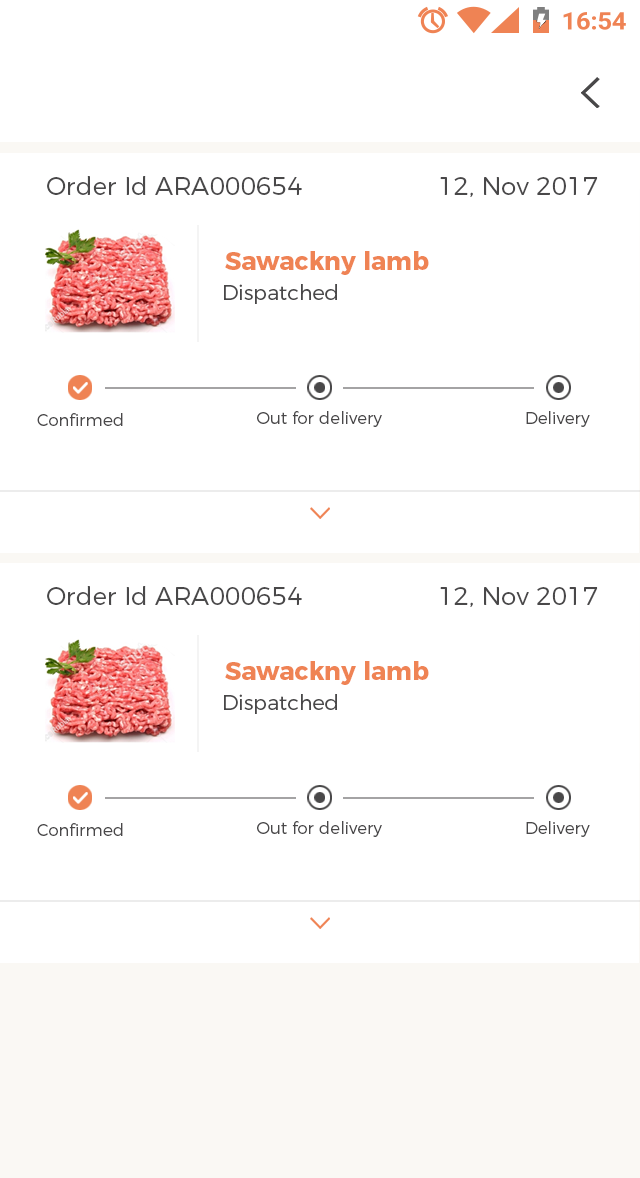 16:54
Order Id ARA000654 12, Nov 2017
Sawackny lamb
Dispatched
Confirmed Out for delivery Delivery
Order Id ARA000654 12, Nov 2017
Sawackny lamb
Dispatched
Confirmed Out for delivery Delivery